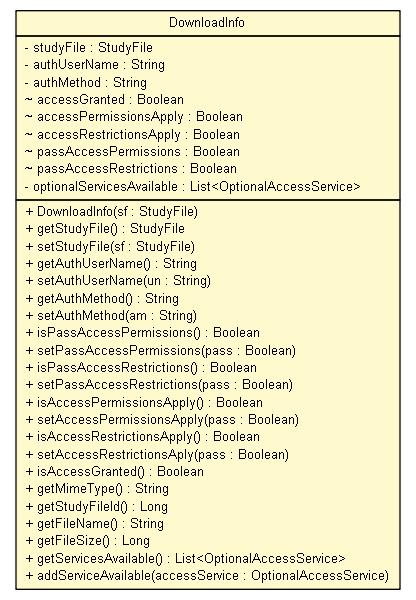 DownloadInfo
- studyFile : StudyFile
- authUserName : String
- authMethod : String
~ accessGranted : Boolean
~ accessPermissionsApply : Boolean
~ accessRestrictionsApply : Boolean
~ passAccessPermissions : Boolean
~ passAccessRestrictions : Boolean
- optionalServicesAvailable : List<OptionalAccessService>
+ DownloadInfo(sf : StudyFile)
+ getStudyFile() : StudyFile
+ setStudyFile(sf : StudyFile)
+ getAuthUserName() : String
+ setAuthUserName(un : String)
+ getAuthMethod() : String
+ setAuthMethod(am : String)
+ isPassAccessPermissions() : Boolean
+ setPassAccessPermissions(pass : Boolean)
+ isPassAccessRestrictions() : Boolean
+ setPassAccessRestrictions(pass : Boolean)
+ isAccessPermissionsApply() : Boolean
+ setAccessPermissionsApply(pass : Boolean)
+ isAccessRestrictionsApply() : Boolean
+ setAccessRestrictionsAply(pass : Boolean)
+ isAccessGranted() : Boolean
+ getMimeType() : String
+ getStudyFileId() : Long
+ getFileName() : String
+ getFileSize() : Long
+ getServicesAvailable() : List<OptionalAccessService>
+ addServiceAvailable(accessService : OptionalAccessService)